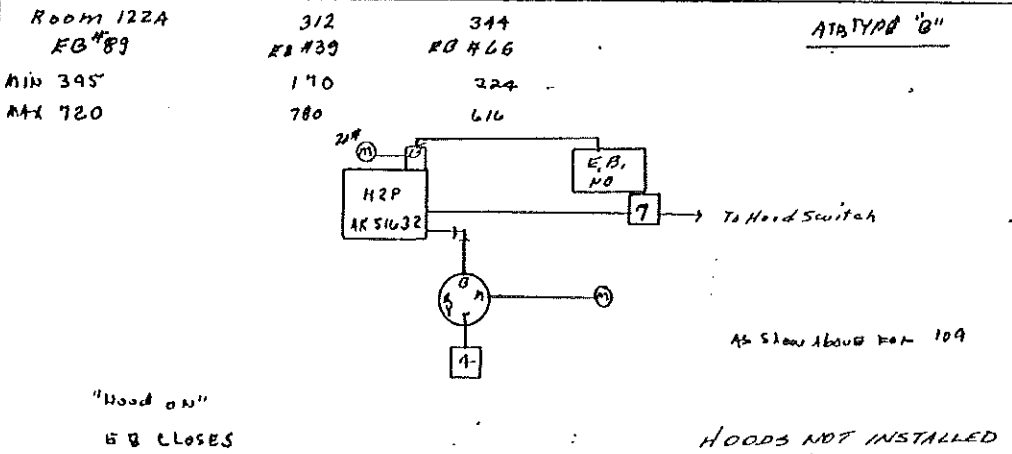 Room 122A 312 344 ATB TYPE "B"
EB #89 EB #39 EB #66
MIN 395 170 224
MAX 720 780 616
20#
M
E.B. NO
H2P
AK 51632
7 To Hood Switch
B
R
Y
M
1
As Show Above For 109
"Hood ON"
EB CLOSES HOODS NOT INSTALLED